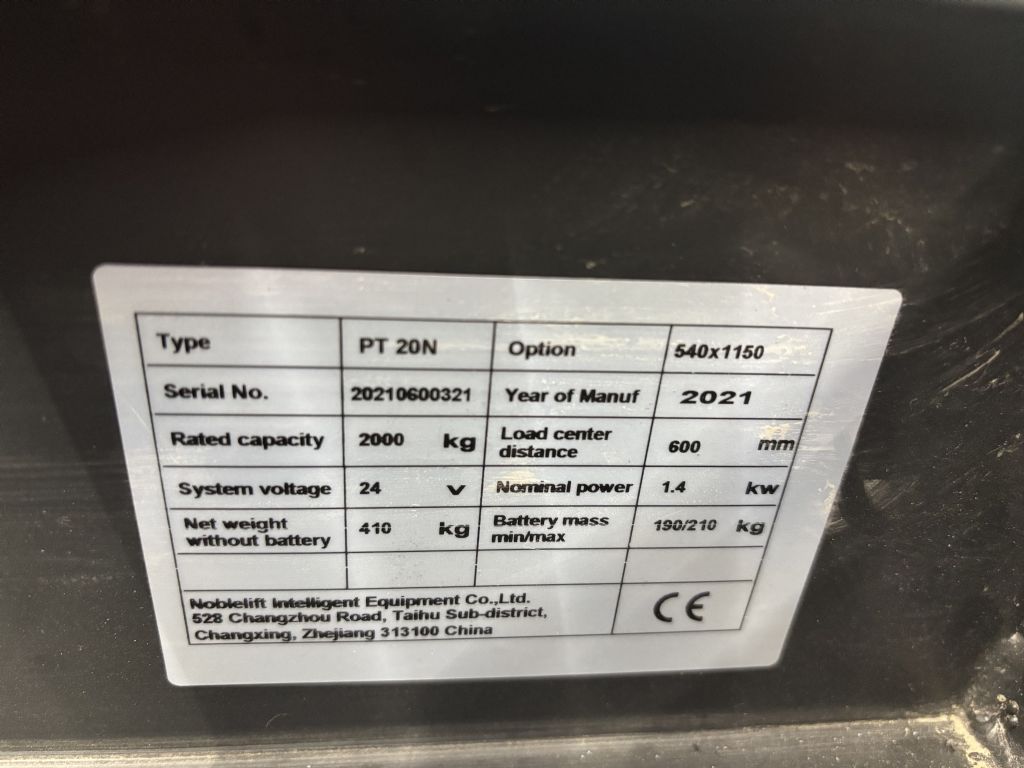 Type PT 20N Option 540x1150
Serial No. 20210600321 Year of Manuf 2021
Rated capacity 2000 kg Load center distance 600 mm
System voltage 24 V Nominal power 1.4 kw
Net weight without battery 410 kg Battery mass min/max 190/210 kg
Noblelift Intelligent Equipment Co.,Ltd.
528 Changzhou Road, Taihu Sub-district,
Changxing, Zhejiang 313100 China
CE